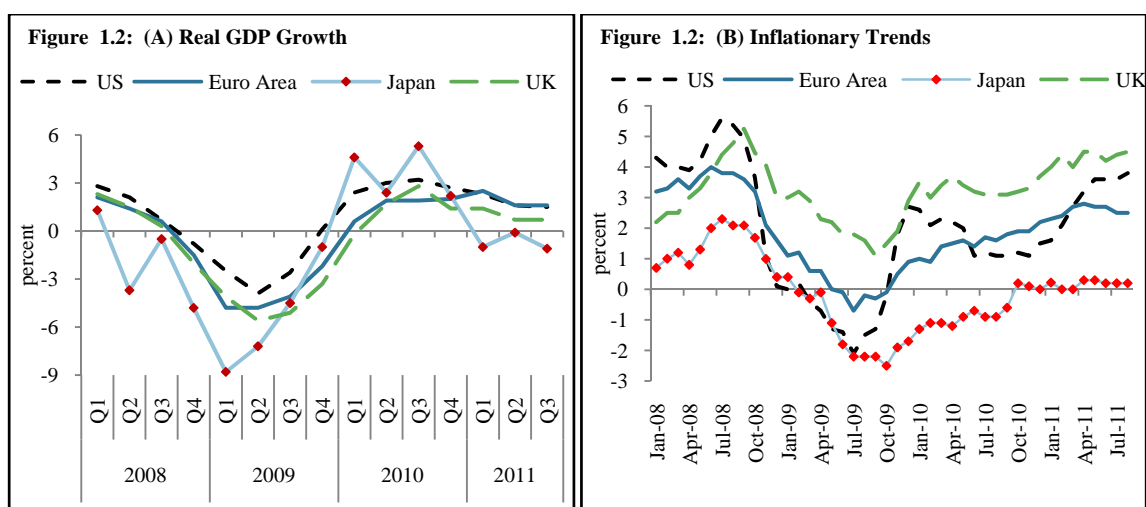 Figure 1.2: (A) Real GDP Growth
US Euro Area Japan UK
percent
6
3
0
-3
-6
-9
Q1 Q2 Q3 Q4 Q1 Q2 Q3 Q4 Q1 Q2 Q3 Q4 Q1 Q2 Q3
2008 2009 2010 2011
Figure 1.2: (B) Inflationary Trends
US Euro Area Japan UK
percent
6
5
4
3
2
1
0
-1
-2
-3
Jan-08 Apr-08 Jul-08 Oct-08 Jan-09 Apr-09 Jul-09 Oct-09 Jan-10 Apr-10 Jul-10 Oct-10 Jan-11 Apr-11 Jul-11